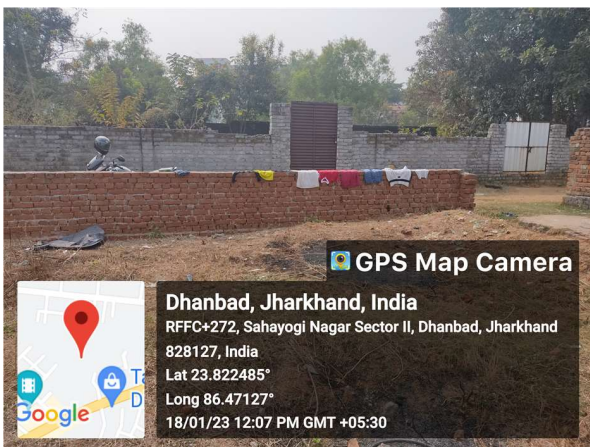 GPS Map Camera
Dhanbad, Jharkhand, India
RFFC+272, Sahayogi Nagar Sector II, Dhanbad, Jharkhand
828127, India
Lat 23.822485°
Long 86.47127°
18/01/23 12:07 PM GMT +05:30
Google